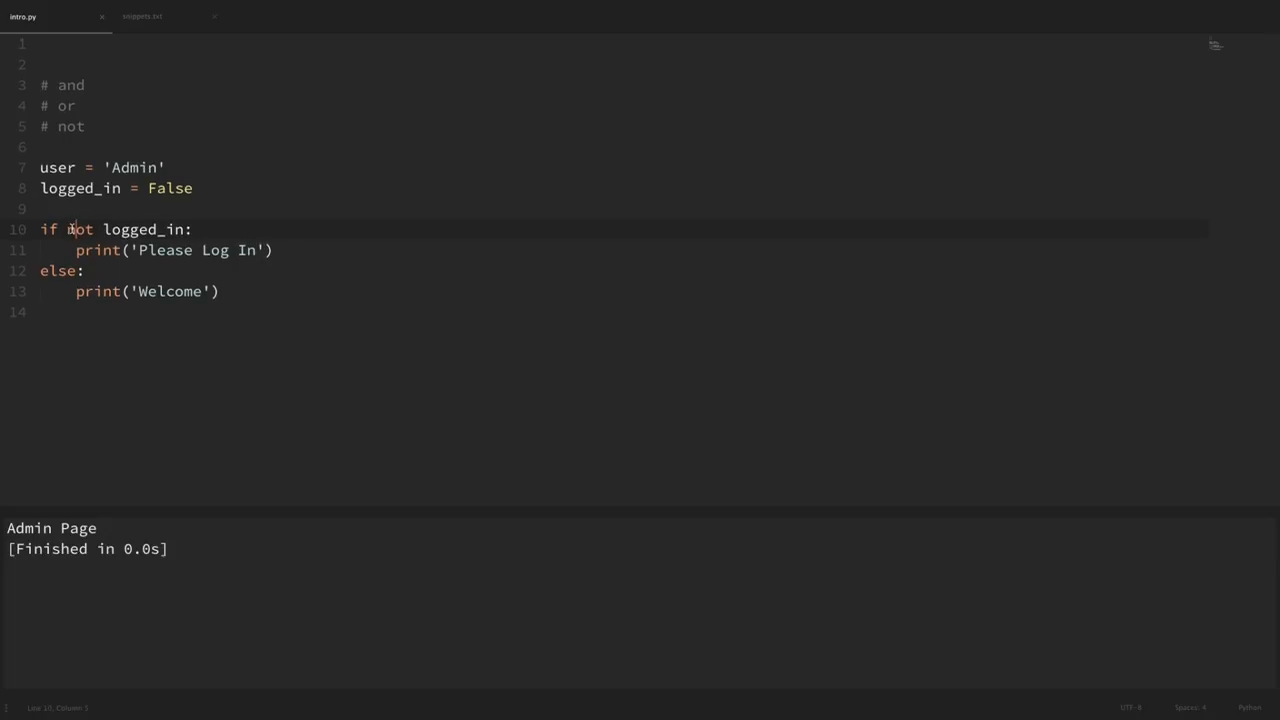 intro.py × snippets.txt ×
1
2
3 # and
4 # or
5 # not
6
7 user = 'Admin'
8 logged_in = False
9
10 if not logged_in:
11 print('Please Log In')
12 else:
13 print('Welcome')
14
Admin Page
[Finished in 0.0s]
Line 10, Column 5 UTF-8 Spaces: 4 Python